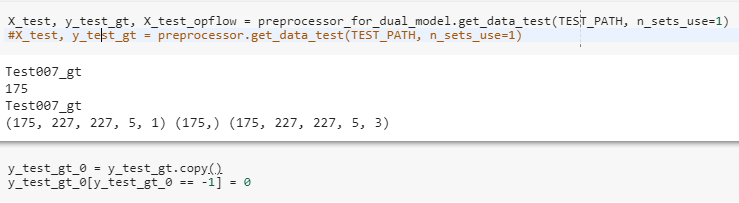 X_test, y_test_gt, X_test_opflow = preprocessor_for_dual_model.get_data_test(TEST_PATH, n_sets_use=1)
#X_test, y_test_gt = preprocessor.get_data_test(TEST_PATH, n_sets_use=1)
Test007_gt
175
Test007_gt
(175, 227, 227, 5, 1) (175,) (175, 227, 227, 5, 3)
y_test_gt_0 = y_test_gt.copy()
y_test_gt_0[y_test_gt_0 == -1] = 0